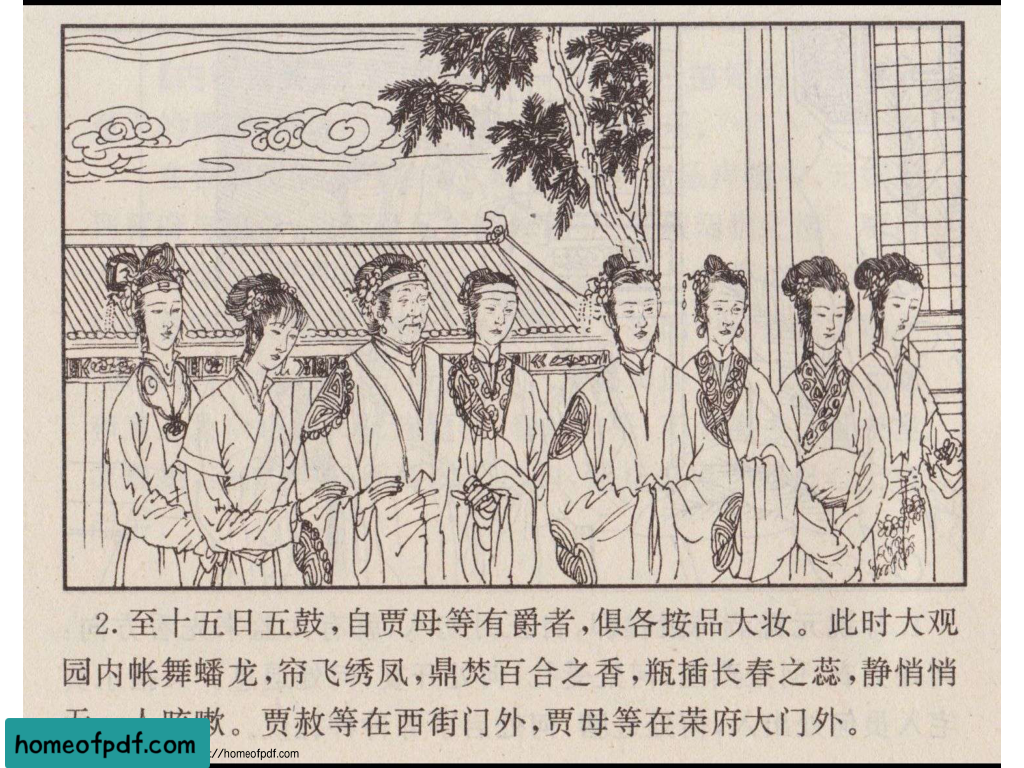 2. 至十五日五鼓,自贾母等有爵者,俱各按品大妆。此时大观
园内帐舞蟠龙,帘飞绣凤,鼎焚百合之香,瓶插长春之蕊,静悄悄
无一人咳嗽。贾赦等在西街门外,贾母等在荣府大门外。
homeofpdf.com
://homeofpdf.com